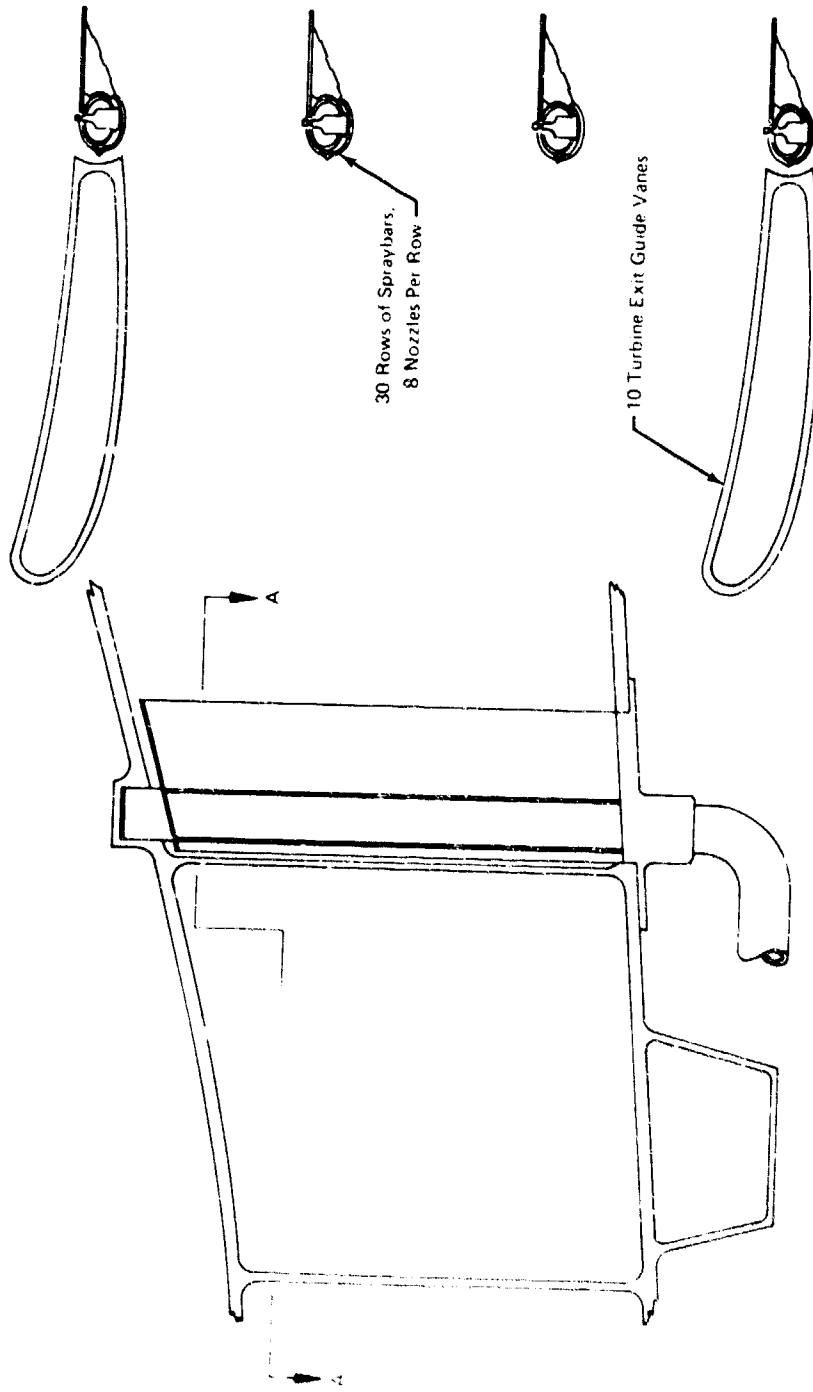 30 Rows of Spraybars,
8 Nozzles Per Row
10 Turbine Exit Guide Vanes
A
A